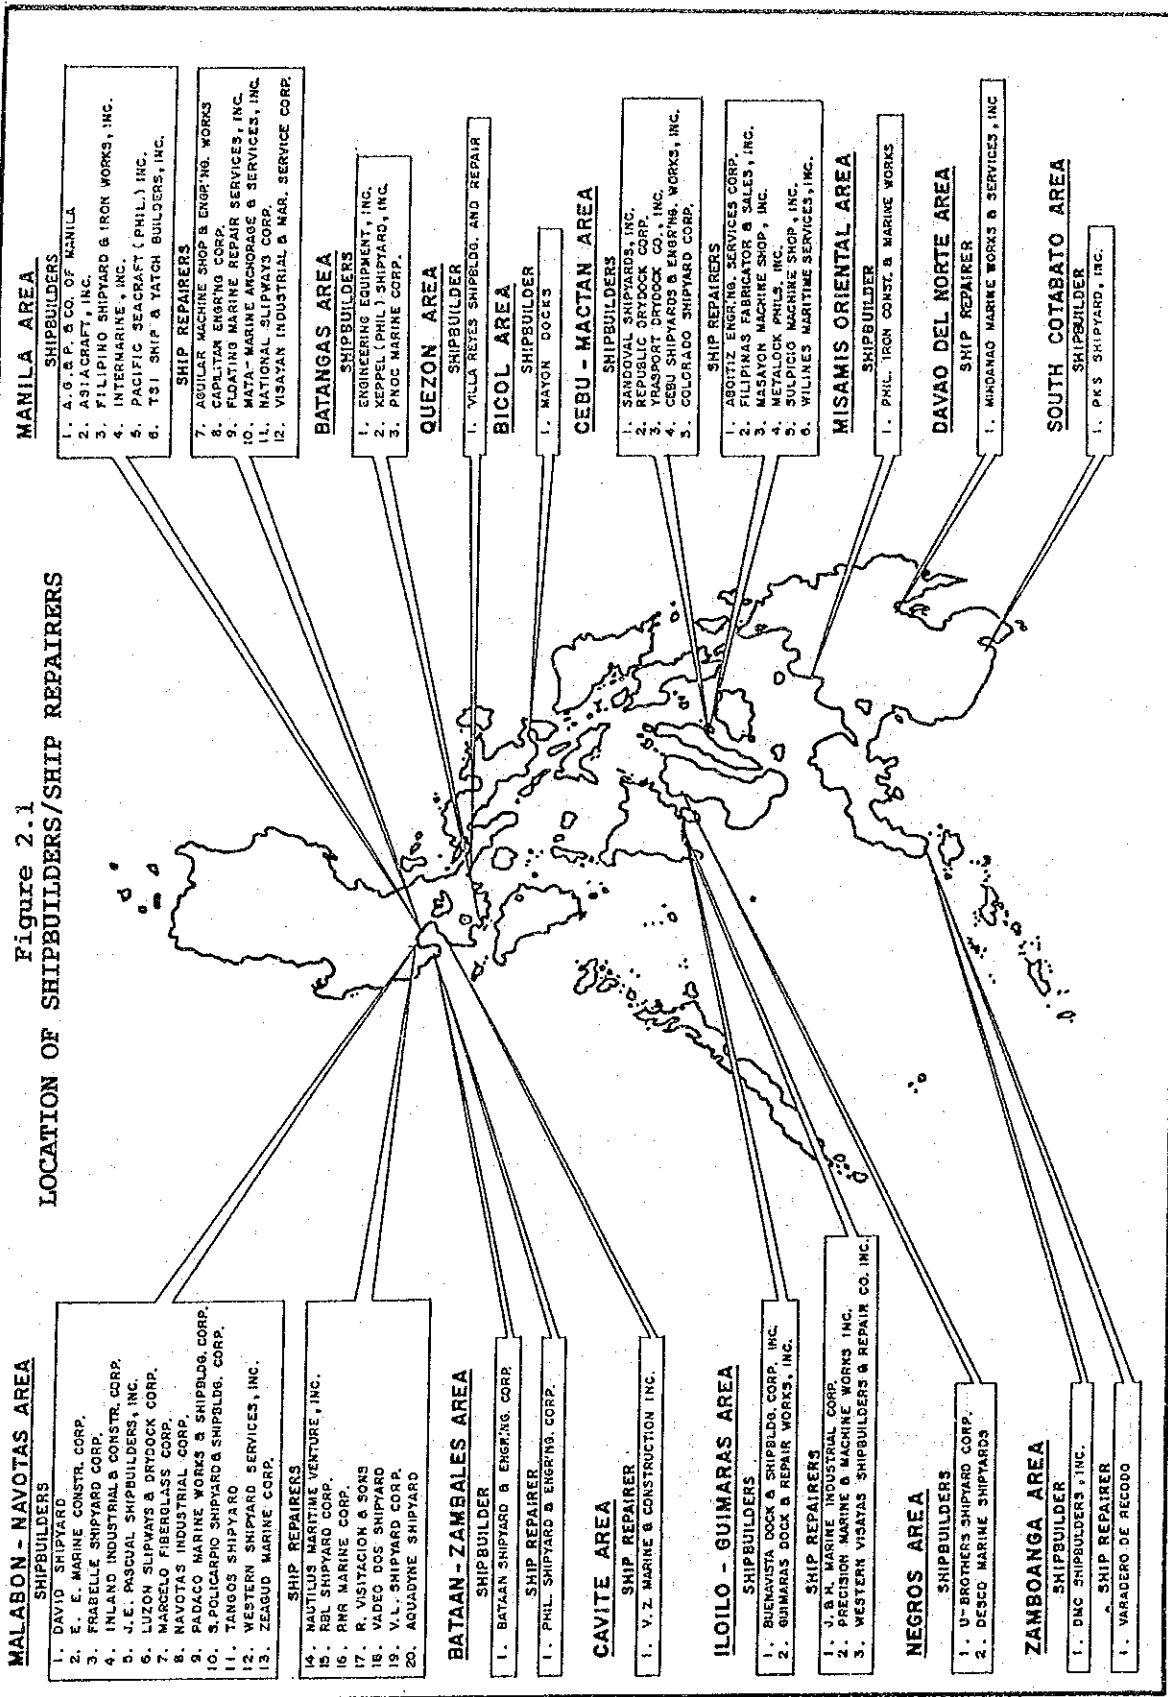 Figure 2.1
LOCATION OF SHIPBUILDERS/SHIP REPAIRERS
MALABON-NAVOTAS AREA
SHIPBUILDERS
1. DAVID SHIPYARD
2. E. E. MARINE CONSTR. CORP.
3. FRABELLE SHIPYARD CORP.
4. INLAND INDUSTRIAL & CONSTR. CORP.
5. J.E. PASCUAL SHIPBUILDERS, INC.
6. LUZON SLIPWAYS & DRYDOCK CORP.
7. MARCELO FIBERGLASS CORP.
8. NAVOTAS INDUSTRIAL CORP.
9. PADACO MARINE WORKS & SHIPBLDG. CORP.
10. S. POLICARPIO SHIPYARD & SHIPBLDG. CORP.
11. TANGOS SHIPYARD
12. WESTERN SHIPYARD SERVICES, INC.
13. ZEAGUD MARINE CORP.
SHIP REPAIRERS
14. NAUTILUS MARITIME VENTURE, INC.
15. RBL SHIPYARD CORP.
16. RNR MARINE CORP.
17. R. VISITACION & SONS
18. VADEO DOS SHIPYARD
19. V.L. SHIPYARD CORP.
20. AQUADYNE SHIPYARD
BATAAN-ZAMBALES AREA
SHIPBUILDER
1. BATAAN SHIPYARD & ENGR'NG. CORP.
SHIP REPAIRER
1. PHIL. SHIPYARD & ENGR'NG. CORP.
CAVITE AREA
SHIP REPAIRER
1. V. Z. MARINE & CONSTRUCTION INC.
ILOILO - GUIMARAS AREA
SHIPBUILDERS
1. BUENAVISTA DOCK & SHIPBLDG. CORP. INC.
2. GUIMARAS DOCK & REPAIR WORKS, INC.
SHIP REPAIRERS
1. J. & H. MARINE INDUSTRIAL CORP.
2. PRECISION MARINE & MACHINE WORKS INC.
3. WESTERN VISAYAS SHIPBUILDERS & REPAIR CO. INC.
NEGROS AREA
SHIPBUILDERS
1. U-BROTHERS SHIPYARD CORP.
2. DESCO MARINE SHIPYARDS
ZAMBOANGA AREA
SHIPBUILDER
1. DMC SHIPBUILDERS, INC.
SHIP REPAIRER
1. VARADERO DE RECODO
MANILA AREA
SHIPBUILDERS
1. A.G. & P. CO. OF MANILA
2. ASIACRAFT, INC.
3. FILIPINO SHIPYARD & IRON WORKS, INC.
4. INTERMARINE, INC.
5. PACIFIC SEACRAFT (PHIL.) INC.
6. TSI SHIP & YATCH BUILDERS, INC.
SHIP REPAIRERS
7. AGUILAR MACHINE SHOP & ENGR'NG. WORKS
8. CAPILITAN ENGR'NG CORP.
9. FLOATING MARINE REPAIR SERVICES, INC.
10. MATA-MARINE ANCHORAGE & SERVICES, INC.
11. NATIONAL SLIPWAYS CORP.
12. VISAYAN INDUSTRIAL & MAR. SERVICE CORP.
BATANGAS AREA
SHIPBUILDERS
1. ENGINEERING EQUIPMENT, INC.
2. KEPPEL (PHIL.) SHIPYARD, INC.
3. PNOC MARINE CORP.
QUEZON AREA
SHIPBUILDER
1. VILLA REYES SHIPBLDG. AND REPAIR
BICOL AREA
SHIPBUILDER
1. MAYON DOCKS
CEBU - MACTAN AREA
SHIPBUILDERS
1. SANDOVAL SHIPYARDS, INC.
2. REPUBLIC DRYDOCK CORP.
3. YRASPORT DRYDOCK CO., INC.
4. CEBU SHIPYARDS & ENGR'NG. WORKS, INC.
5. COLORADO SHIPYARD CORP.
SHIP REPAIRERS
1. ABOITIZ ENGR.NG. SERVICES CORP.
2. FILIPINAS FABRICATOR & SALES, INC.
3. MASAYON MACHINE SHOP, INC.
4. METALOCK PHILS. INC.
5. SULPICIO MACHINE SHOP, INC.
6. WILINES MARITIME SERVICES, INC.
MISAMIS ORIENTAL AREA
SHIPBUILDER
1. PHIL. IRON CONST. & MARINE WORKS
DAVAO DEL NORTE AREA
SHIP REPAIRER
1. MINDANAO MARINE WORKS & SERVICES, INC
SOUTH COTABATO AREA
SHIPBUILDER
1. PKS SHIPYARD, INC.